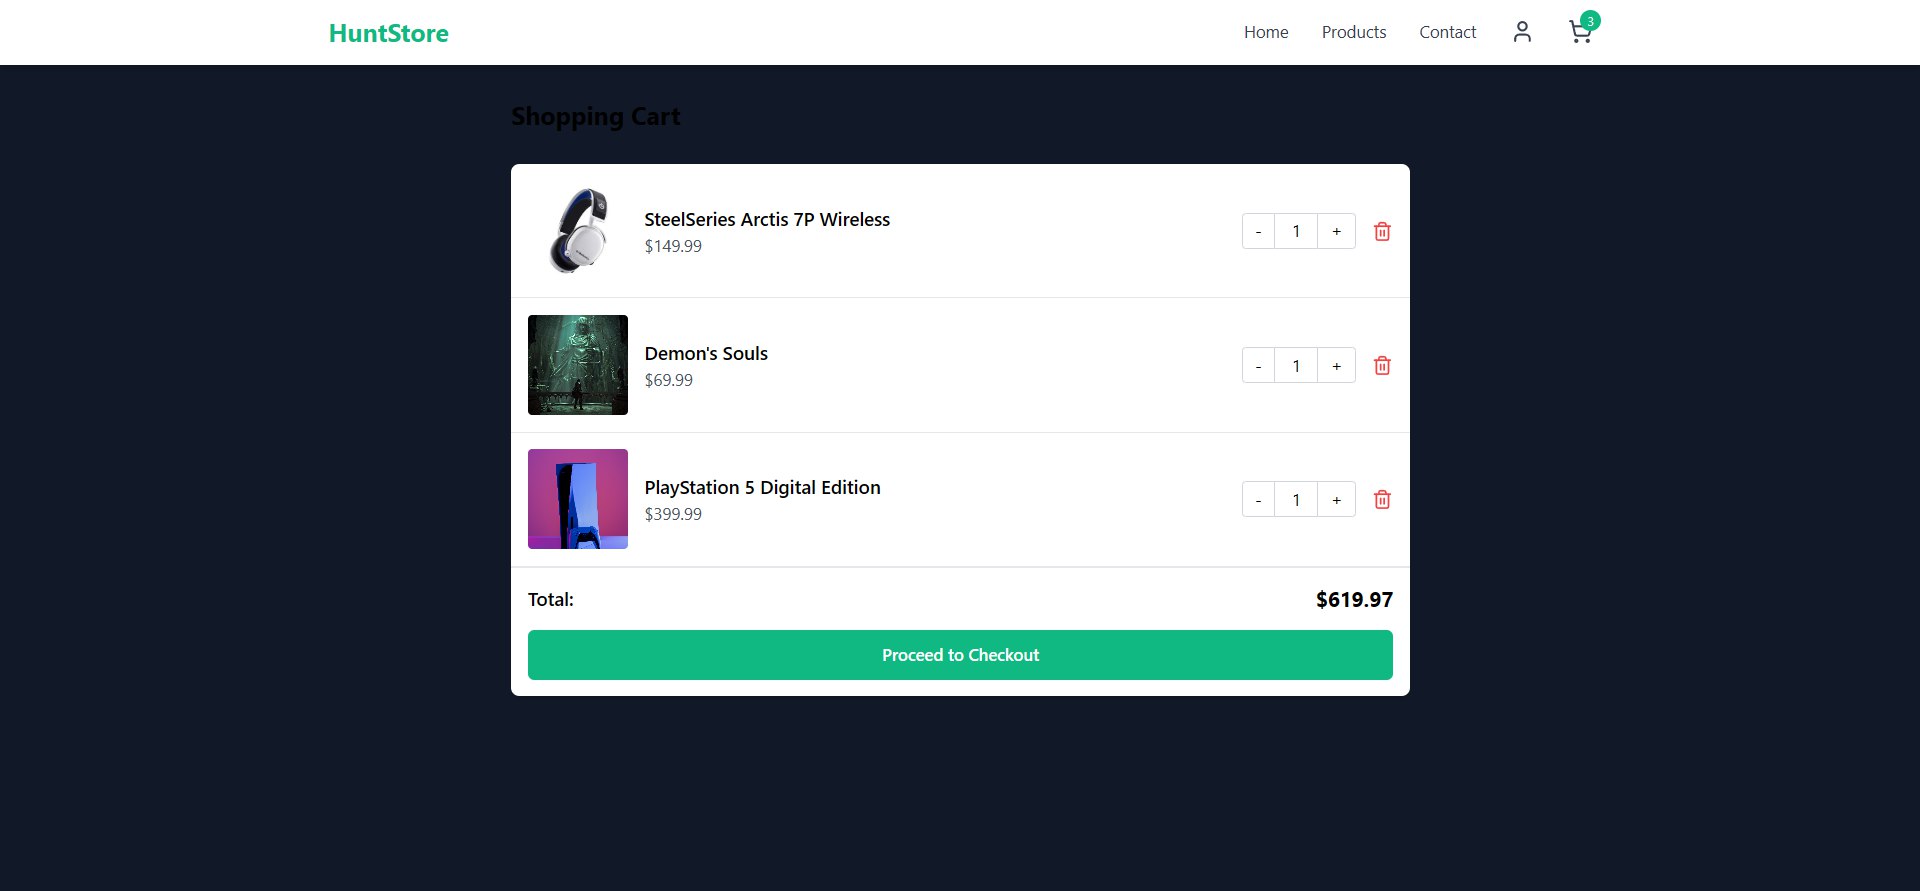 HuntStore
Home Products Contact 3
Shopping Cart
SteelSeries Arctis 7P Wireless
$149.99
- 1 +
Demon's Souls
$69.99
- 1 +
PlayStation 5 Digital Edition
$399.99
- 1 +
Total: $619.97
Proceed to Checkout